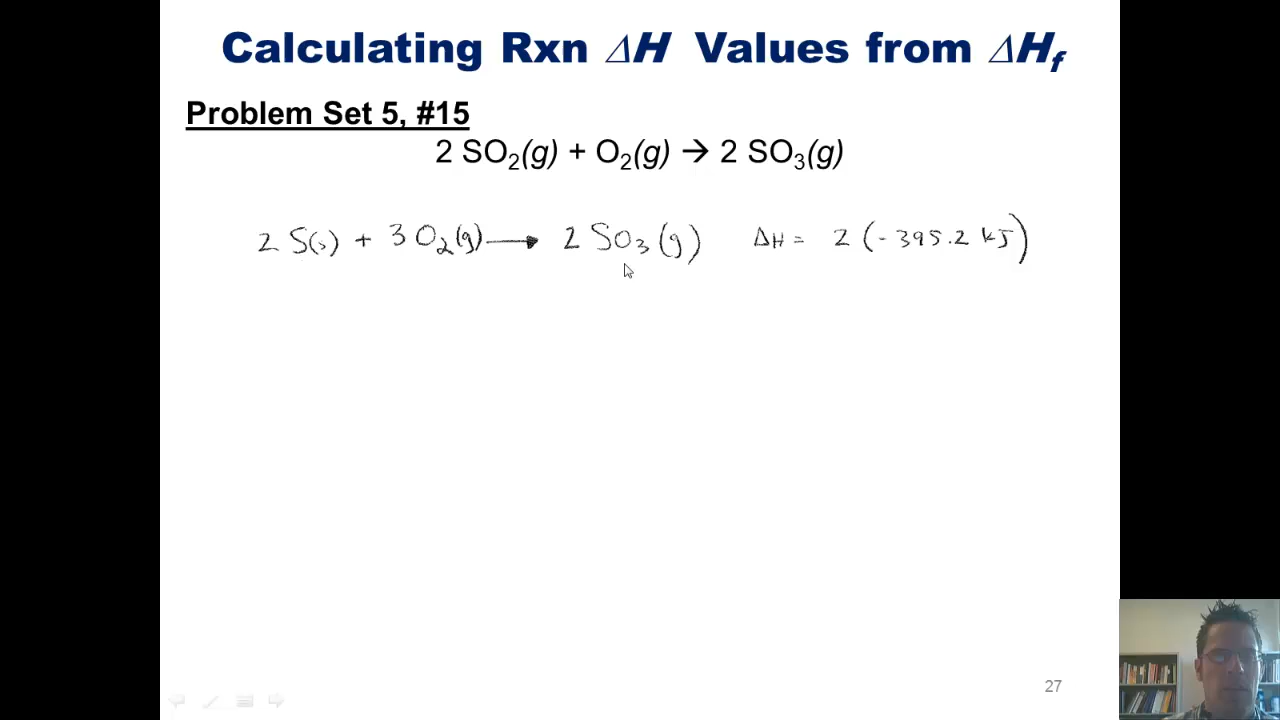 Calculating Rxn ΔH Values from ΔHf
Problem Set 5, #15
2 SO₂(g) + O₂(g) → 2 SO₃(g)
2 S(s) + 3 O₂(g) → 2 SO₃(g) ΔH = 2 (-395.2 kJ)
27